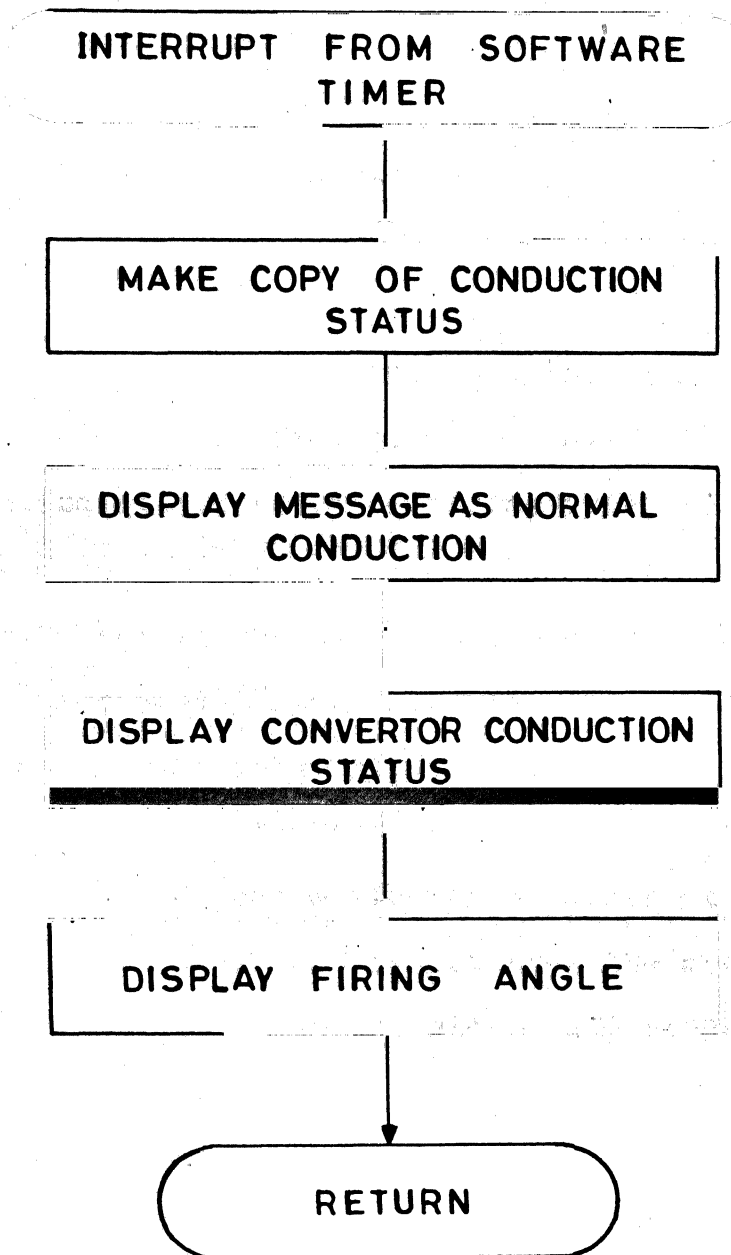 INTERRUPT FROM SOFTWARE
TIMER
MAKE COPY OF CONDUCTION
STATUS
DISPLAY MESSAGE AS NORMAL
CONDUCTION
DISPLAY CONVERTOR CONDUCTION
STATUS
DISPLAY FIRING ANGLE
RETURN